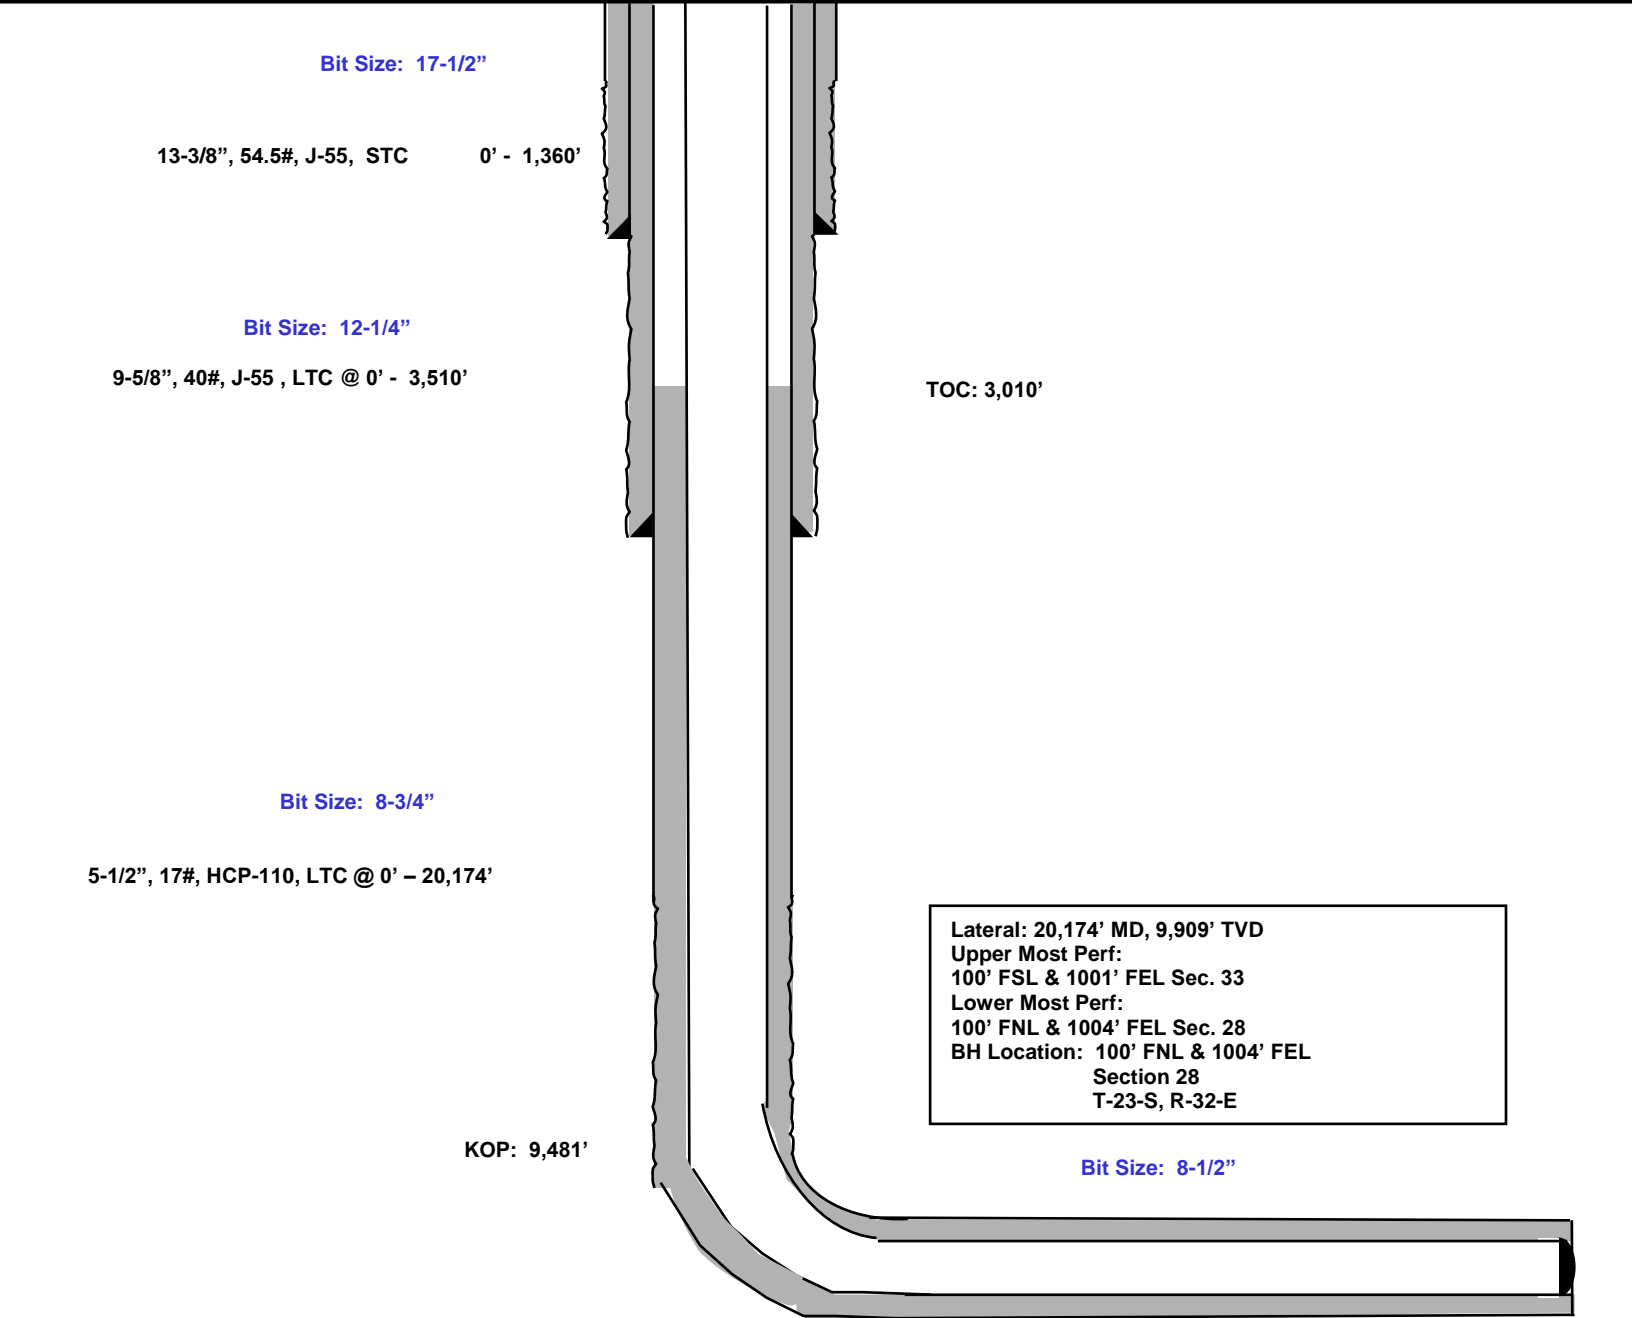 Bit Size: 17-1/2”
13-3/8”, 54.5#, J-55, STC 0’ - 1,360’
Bit Size: 12-1/4”
9-5/8”, 40#, J-55 , LTC @ 0’ - 3,510’
TOC: 3,010’
Bit Size: 8-3/4”
5-1/2”, 17#, HCP-110, LTC @ 0’ – 20,174’
Lateral: 20,174’ MD, 9,909’ TVD
Upper Most Perf:
100’ FSL & 1001’ FEL Sec. 33
Lower Most Perf:
100’ FNL & 1004’ FEL Sec. 28
BH Location: 100’ FNL & 1004’ FEL
Section 28
T-23-S, R-32-E
KOP: 9,481’
Bit Size: 8-1/2”